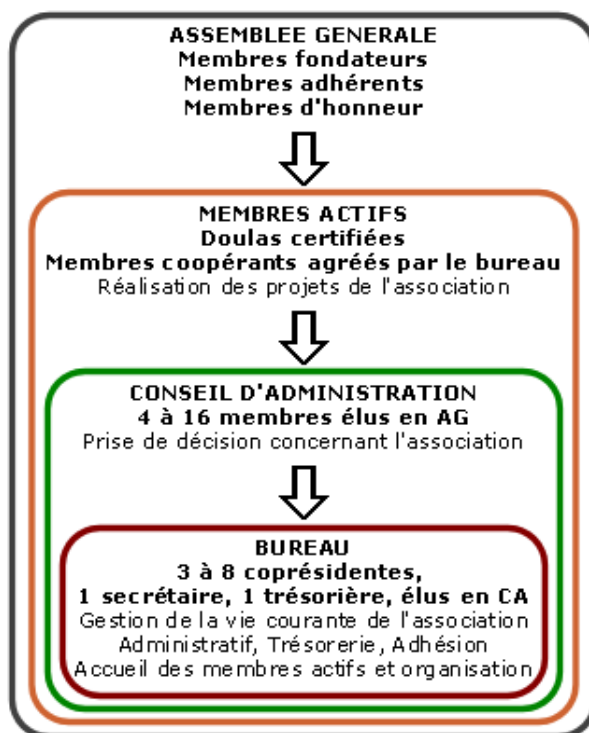 ASSEMBLEE GENERALE
Membres fondateurs
Membres adhérents
Membres d'honneur
MEMBRES ACTIFS
Doulas certifiées
Membres coopérants agréés par le bureau
Réalisation des projets de l'association
CONSEIL D'ADMINISTRATION
4 à 16 membres élus en AG
Prise de décision concernant l'association
BUREAU
3 à 8 coprésidentes,
1 secrétaire, 1 trésorière, élus en CA
Gestion de la vie courante de l'association
Administratif, Trésorerie, Adhésion
Accueil des membres actifs et organisation